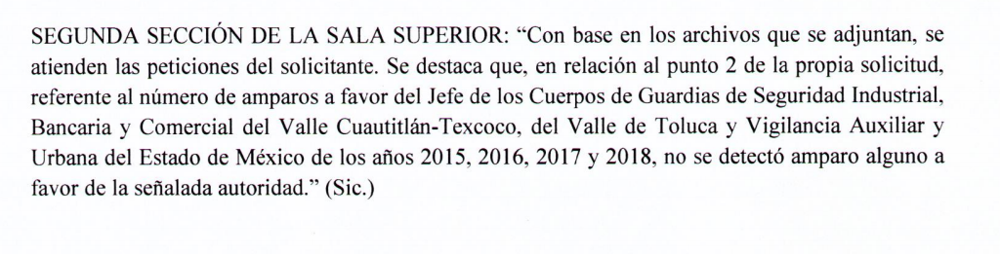 SEGUNDA SECCIÓN DE LA SALA SUPERIOR: “Con base en los archivos que se adjuntan, se
atienden las peticiones del solicitante. Se destaca que, en relación al punto 2 de la propia solicitud,
referente al número de amparos a favor del Jefe de los Cuerpos de Guardias de Seguridad Industrial,
Bancaria y Comercial del Valle Cuautitlán-Texcoco, del Valle de Toluca y Vigilancia Auxiliar y
Urbana del Estado de México de los años 2015, 2016, 2017 y 2018, no se detectó amparo alguno a
favor de la señalada autoridad.” (Sic.)